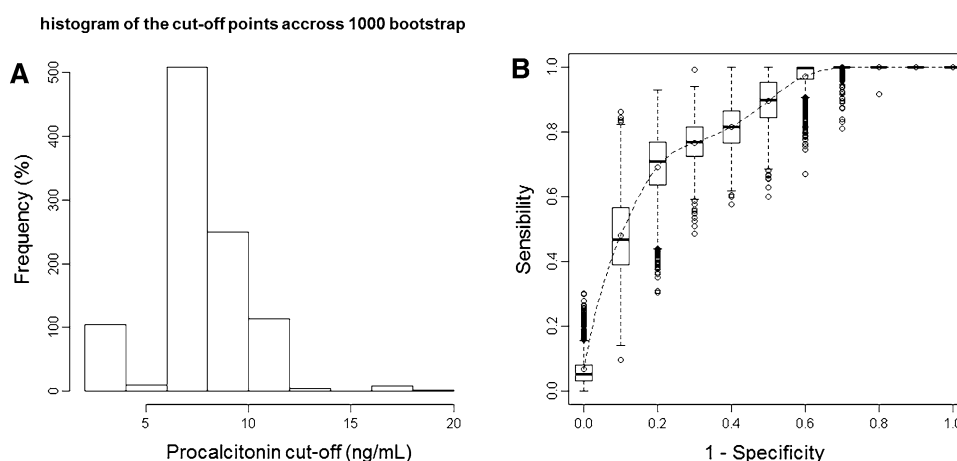 histogram of the cut-off points accross 1000 bootstrap
A
Frequency (%)
500
400
300
200
100
0
5 10 15 20
Procalcitonin cut-off (ng/mL)
B
Sensibility
1.0
0.8
0.6
0.4
0.2
0.0
0.0 0.2 0.4 0.6 0.8 1.0
1 - Specificity